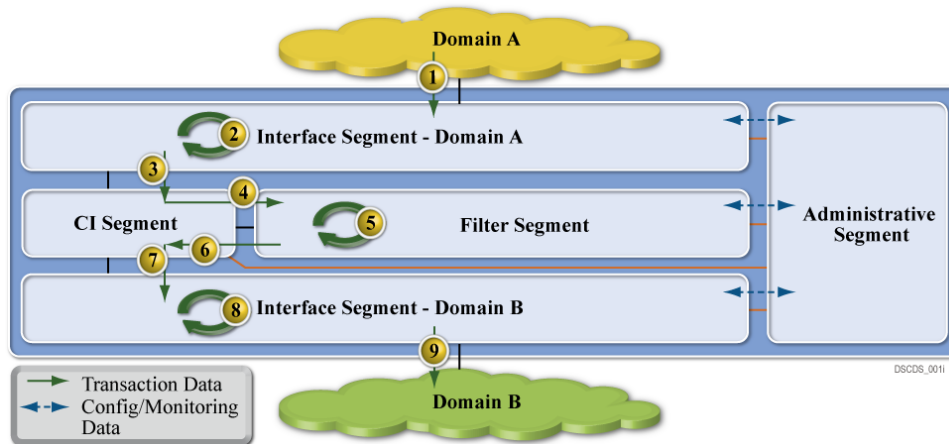 Domain A
1
2
Interface Segment - Domain A
3
4
CI Segment
5
Filter Segment
Administrative
Segment
6
7
8
Interface Segment - Domain B
9
DSCDS_001i
Transaction Data
Config/Monitoring
Data
Domain B